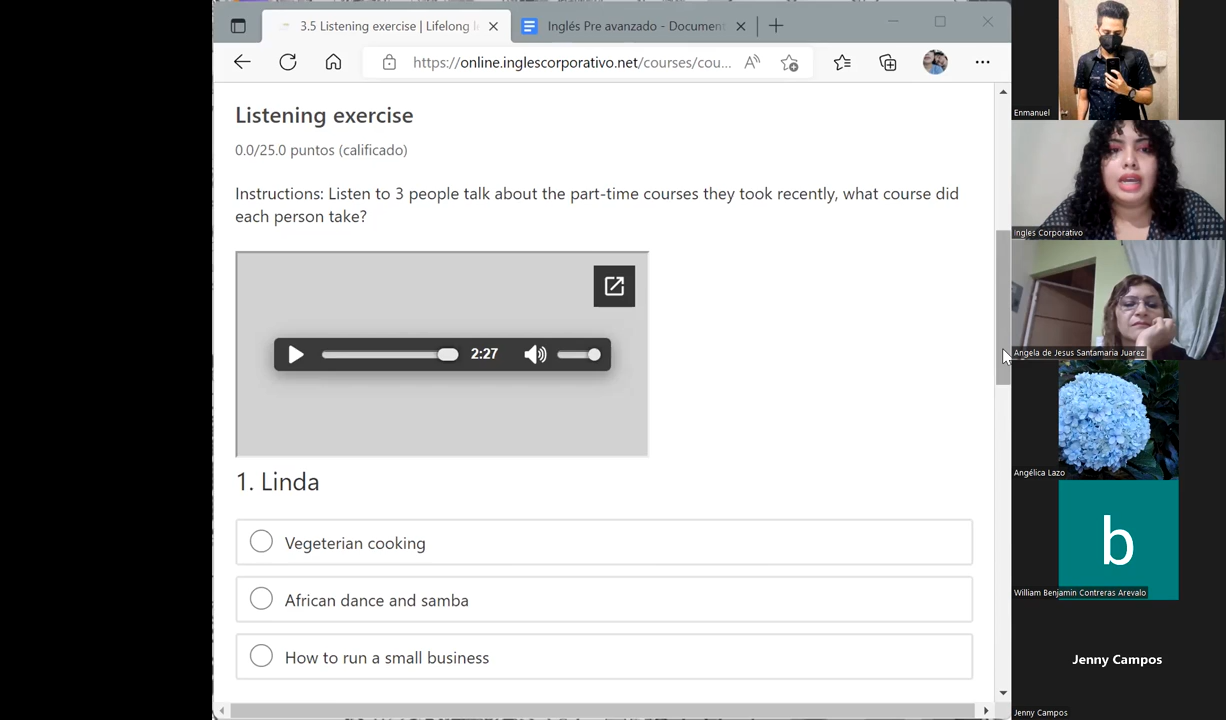 3.5 Listening exercise | Lifelong l
Inglés Pre avanzado - Document
https://online.inglescorporativo.net/courses/cou...
Listening exercise
0.0/25.0 puntos (calificado)
Instructions: Listen to 3 people talk about the part-time courses they took recently, what course did
each person take?
2:27
1. Linda
Vegeterian cooking
African dance and samba
How to run a small business
Enmanuel
Ingles Corporativo
Angela de Jesus Santamaria Juarez
Angélica Lazo
b
William Benjamin Contreras Arevalo
Jenny Campos
Jenny Campos